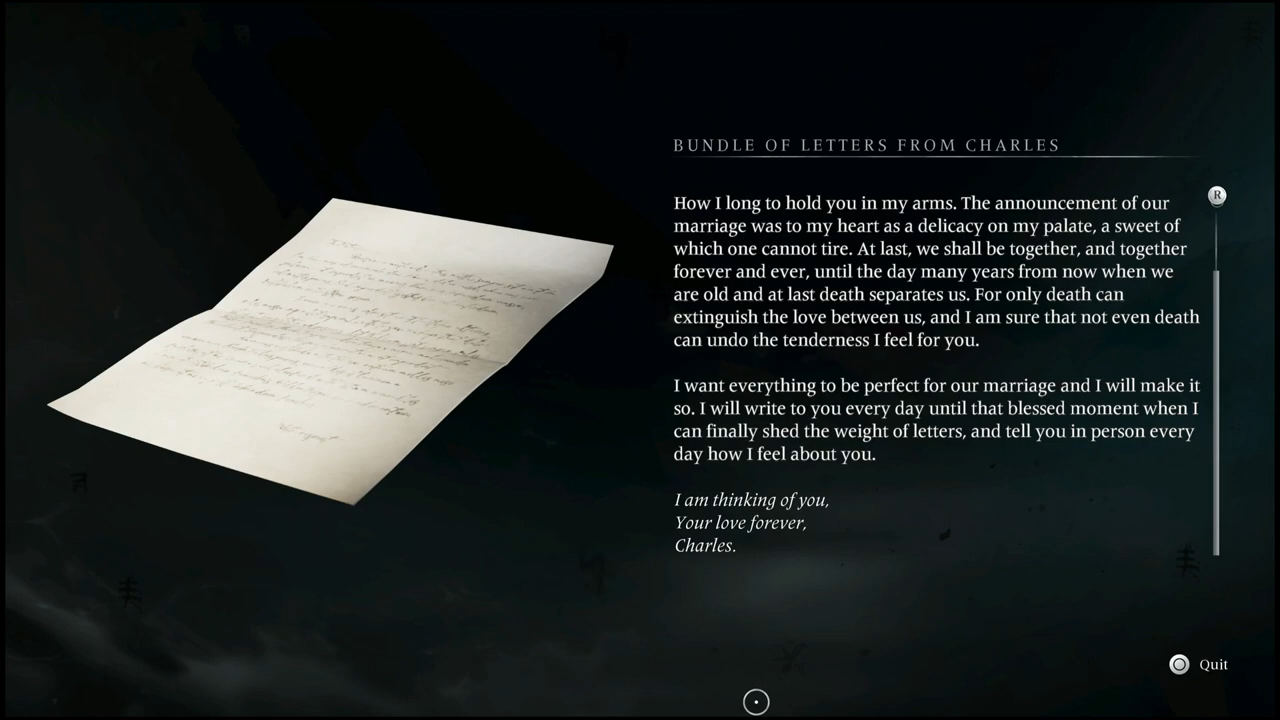 BUNDLE OF LETTERS FROM CHARLES
R
How I long to hold you in my arms. The announcement of our
marriage was to my heart as a delicacy on my palate, a sweet of
which one cannot tire. At last, we shall be together, and together
forever and ever, until the day many years from now when we
are old and at last death separates us. For only death can
extinguish the love between us, and I am sure that not even death
can undo the tenderness I feel for you.
I want everything to be perfect for our marriage and I will make it
so. I will write to you every day until that blessed moment when I
can finally shed the weight of letters, and tell you in person every
day how I feel about you.
I am thinking of you,
Your love forever,
Charles.
Quit